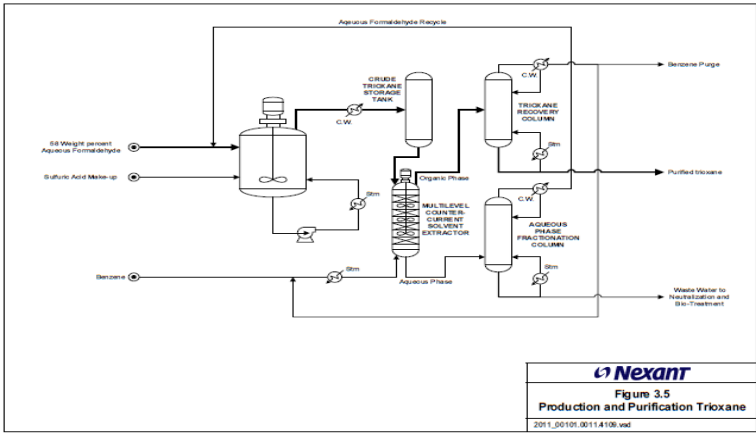 Aqeuous Formaldehyde Recycle
Benzene Purge
C.W.
CRUDE
TRIOXANE
STORAGE
TANK
C.W.
TRIOXANE
RECOVERY
COLUMN
58 Weight percent
Aqueous Formaldehyde
Stm
Organic Phase
Purified trioxane
Sulfuric Acid Make-up
Stm
C.W.
MULTILEVEL
COUNTER-
CURRENT
SOLVENT
EXTRACTOR
AQUEOUS
PHASE
FRACTIONATION
COLUMN
Benzene
Stm
Stm
Aqueous Phase
Waste Water to
Neutralization and
Bio-Treatment
Nexant
Figure 3.5
Production and Purification Trioxane
2011_00101.0011.4109.vsd